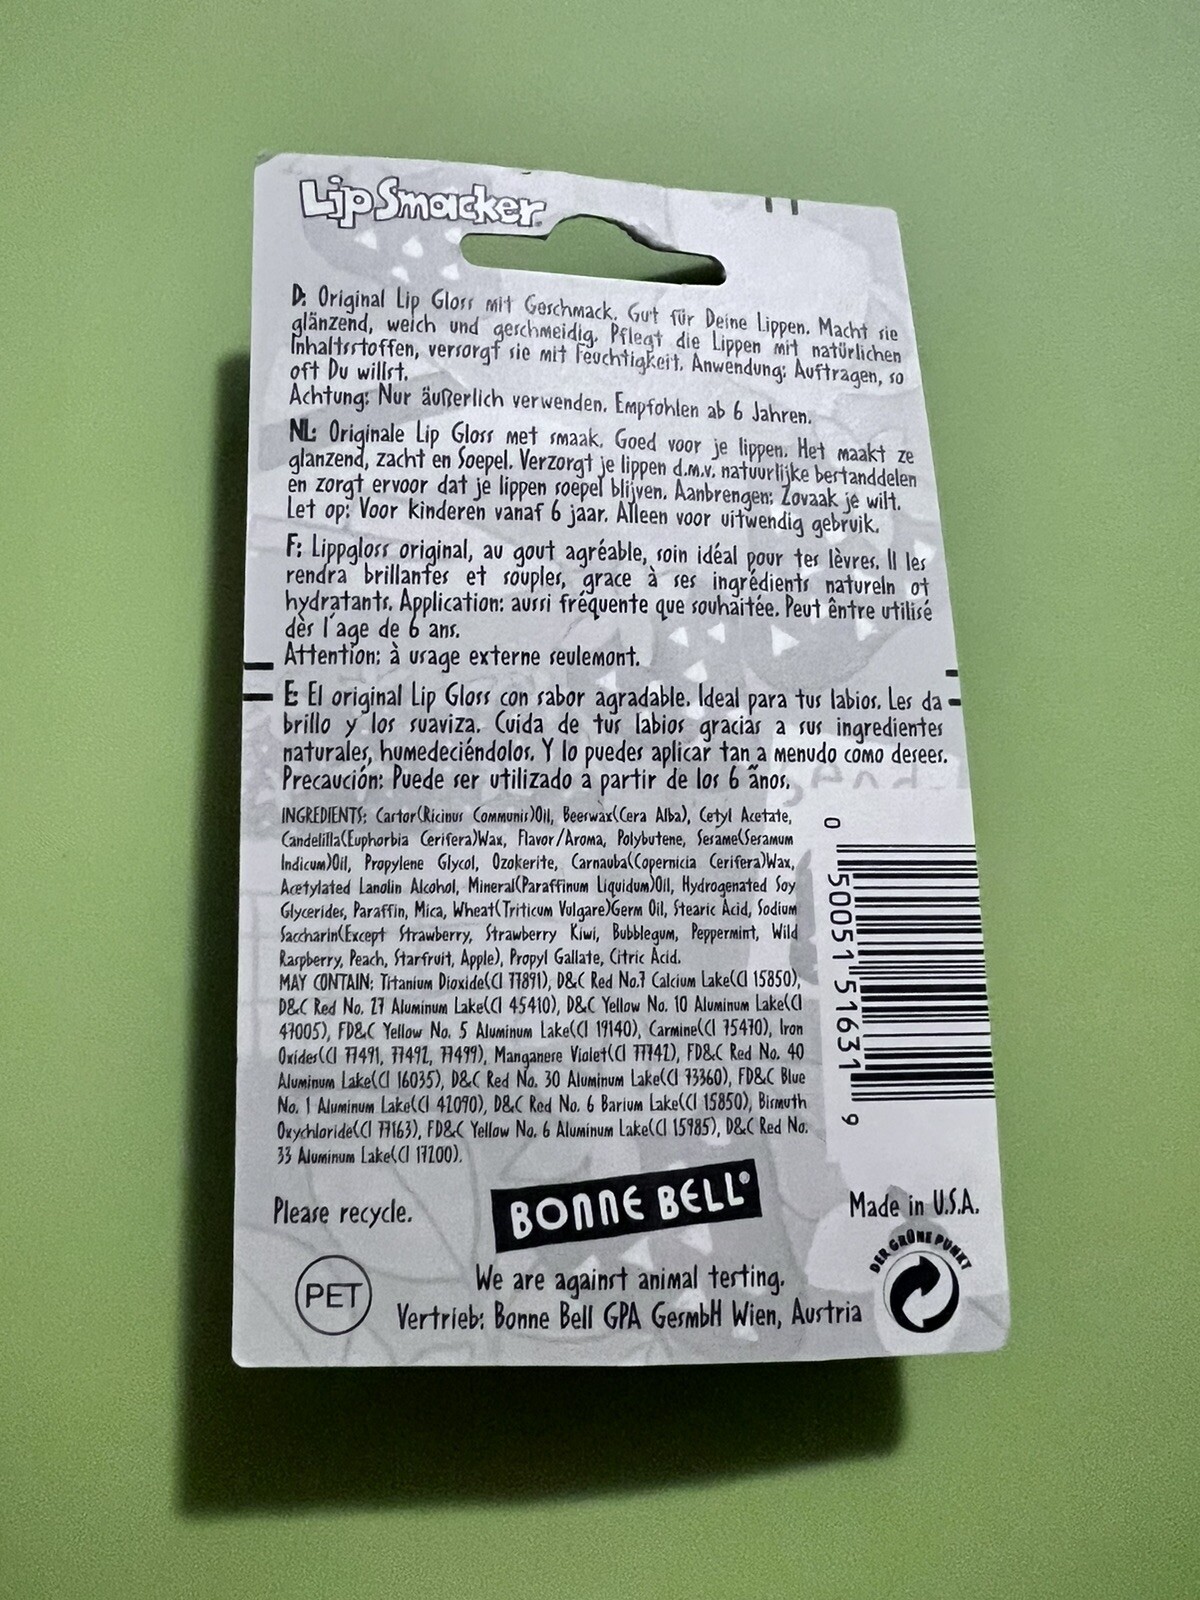 Lip Smacker
D: Original Lip Gloss mit Geschmack. Gut für Deine Lippen. Macht sie
glänzend, weich und geschmeidig. Pflegt die Lippen mit natürlichen
Inhaltsstoffen, versorgt sie mit Feuchtigkeit. Anwendung: Auftragen, so
oft Du willst.
Achtung: Nur äußerlich verwenden. Empfohlen ab 6 Jahren.
NL: Originale Lip Gloss met smaak. Goed voor je lippen. Het maakt ze
glanzend, zacht en Soepel. Verzorgt je lippen d.m.v. natuurlijke bestanddelen
en zorgt ervoor dat je lippen soepel blijven. Aanbrengen: Zovaak je wilt.
Let op: Voor kinderen vanaf 6 jaar. Alleen voor uitwendig gebruik.
F: Lippgloss original, au gout agréable, soin idéal pour tes lèvres. Il les
rendra brillantes et souples, grace à ses ingrédients natureln ot
hydratants. Application: aussi fréquente que souhaitée. Peut êntre utilisé
dès l'age de 6 ans.
Attention: à usage externe seulemont.
E: El original Lip Gloss con sabor agradable. Ideal para tus labios. Les da
brillo y los suaviza. Cuida de tus labios gracias a sus ingredientes
naturales, humedeciéndolos. Y lo puedes aplicar tan a menudo como desees.
Precaución: Puede ser utilizado a partir de los 6 ãnos.
INGREDIENTS: Castor(Ricinus Communis)Oil, Beeswax(Cera Alba), Cetyl Acetate,
Candelilla(Euphorbia Cerifera)Wax, Flavor/Aroma, Polybutene, Sesame(Sesamum
Indicum)Oil, Propylene Glycol, Ozokerite, Carnauba(Copernicia Cerifera)Wax,
Acetylated Lanolin Alcohol, Mineral(Paraffinum Liquidum)Oil, Hydrogenated Soy
Glycerides, Paraffin, Mica, Wheat(Triticum Vulgare)Germ Oil, Stearic Acid, Sodium
Saccharin(Except Strawberry, Strawberry Kiwi, Bubblegum, Peppermint, Wild
Raspberry, Peach, Starfruit, Apple), Propyl Gallate, Citric Acid.
MAY CONTAIN: Titanium Dioxide(CI 77891), D&C Red No.7 Calcium Lake(CI 15850),
D&C Red No. 27 Aluminum Lake(CI 45410), D&C Yellow No. 10 Aluminum Lake(CI
47005), FD&C Yellow No. 5 Aluminum Lake(CI 19140), Carmine(CI 75470), Iron
Oxides(CI 77491, 77492, 77499), Manganese Violet(CI 77742), FD&C Red No. 40
Aluminum Lake(CI 16035), D&C Red No. 30 Aluminum Lake(CI 73360), FD&C Blue
No. 1 Aluminum Lake(CI 42090), D&C Red No. 6 Barium Lake(CI 15850), Bismuth
Oxychloride(CI 77163), FD&C Yellow No. 6 Aluminum Lake(CI 15985), D&C Red No.
33 Aluminum Lake(CI 17200).
0 50051 51631 9
Please recycle.
BONNE BELL®
Made in U.S.A.
DER GRÜNE PUNKT
PET
We are against animal testing.
Vertrieb: Bonne Bell GPA GesmbH Wien, Austria